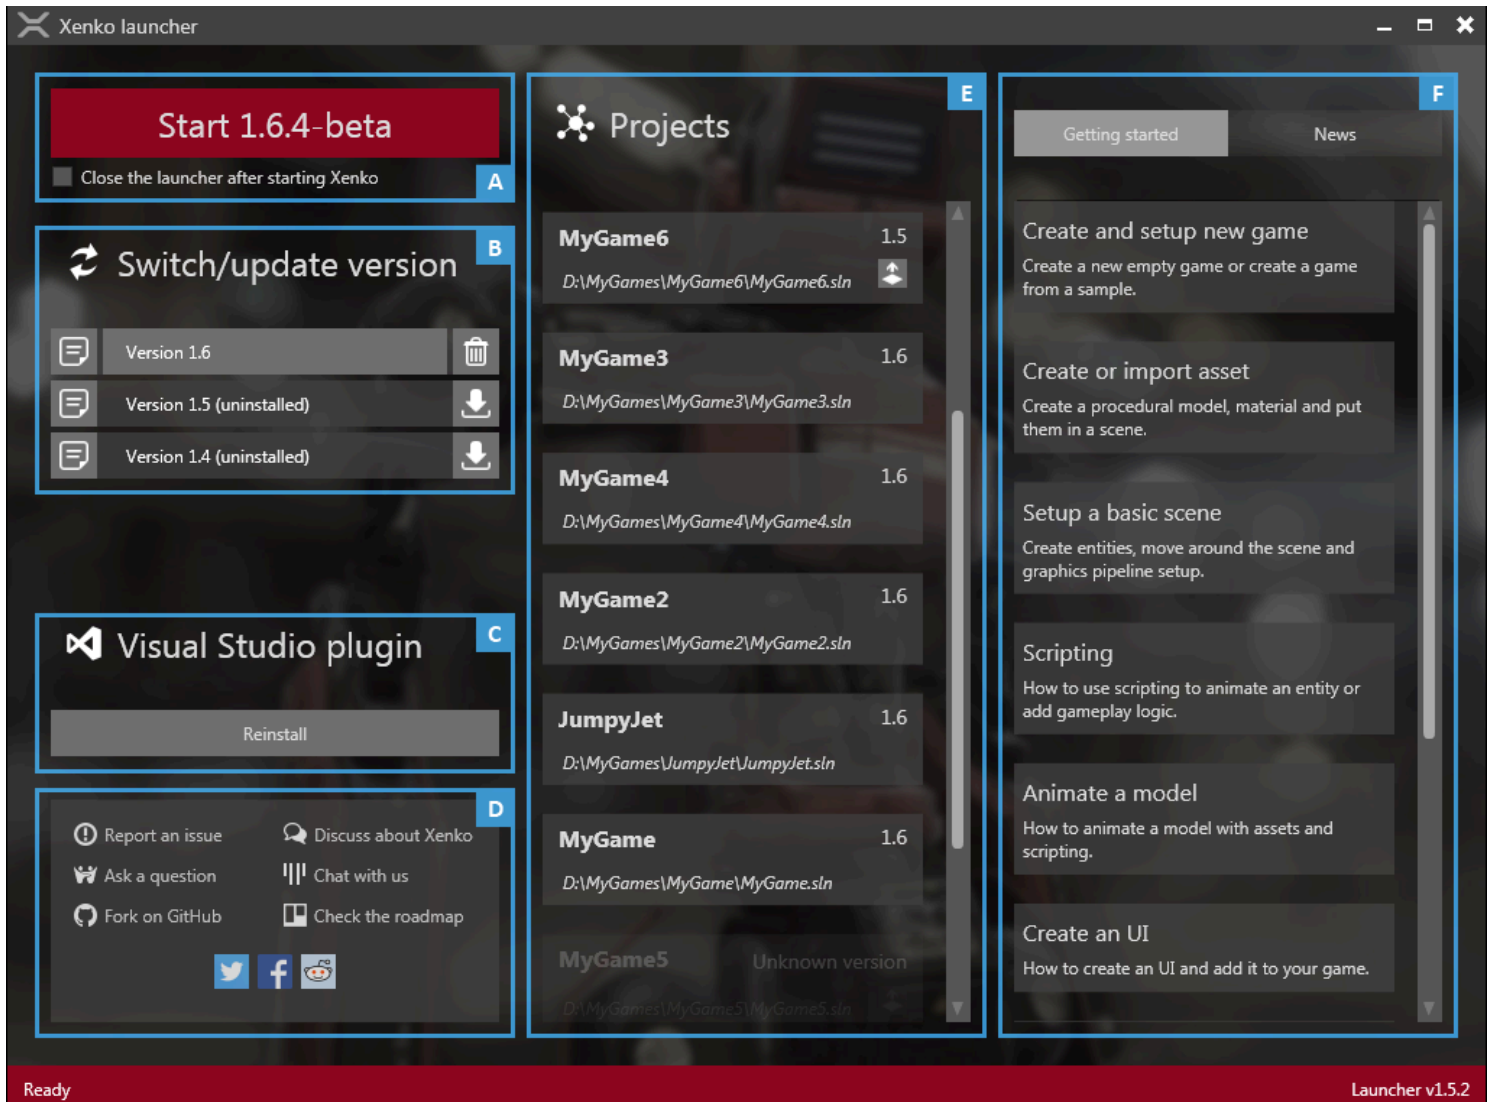 Xenko launcher
Start 1.6.4-beta
Close the launcher after starting Xenko
A
Switch/update version
B
Version 1.6
Version 1.5 (uninstalled)
Version 1.4 (uninstalled)
Visual Studio plugin
C
Reinstall
D
Report an issue
Discuss about Xenko
Ask a question
Chat with us
Fork on GitHub
Check the roadmap
Projects
E
MyGame6 1.5
D:\MyGames\MyGame6\MyGame6.sln
MyGame3 1.6
D:\MyGames\MyGame3\MyGame3.sln
MyGame4 1.6
D:\MyGames\MyGame4\MyGame4.sln
MyGame2 1.6
D:\MyGames\MyGame2\MyGame2.sln
JumpyJet 1.6
D:\MyGames\JumpyJet\JumpyJet.sln
MyGame 1.6
D:\MyGames\MyGame\MyGame.sln
MyGame5 Unknown version
D:\MyGames\MyGame5\MyGame5.sln
F
Getting started
News
Create and setup new game
Create a new empty game or create a game
from a sample.
Create or import asset
Create a procedural model, material and put
them in a scene.
Setup a basic scene
Create entities, move around the scene and
graphics pipeline setup.
Scripting
How to use scripting to animate an entity or
add gameplay logic.
Animate a model
How to animate a model with assets and
scripting.
Create an UI
How to create an UI and add it to your game.
Ready
Launcher v1.5.2